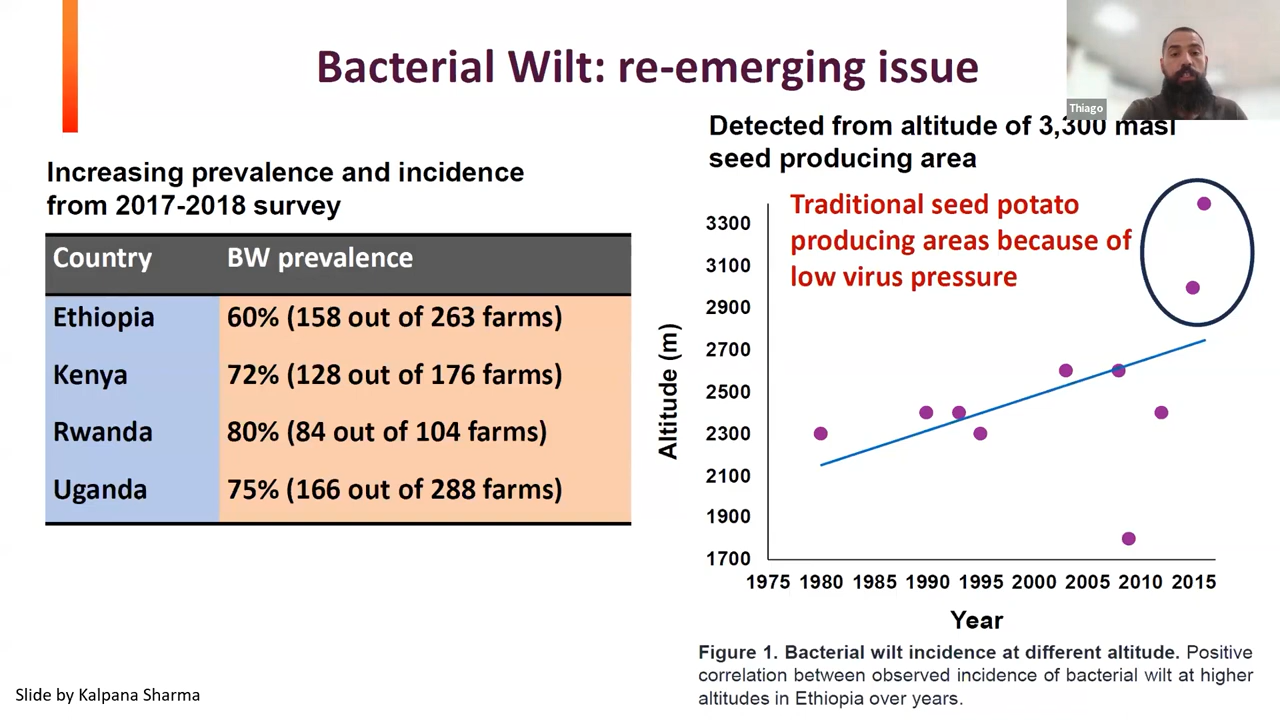 Bacterial Wilt: re-emerging issue
Thiago
Increasing prevalence and incidence
from 2017-2018 survey
Country BW prevalence
Ethiopia 60% (158 out of 263 farms)
Kenya 72% (128 out of 176 farms)
Rwanda 80% (84 out of 104 farms)
Uganda 75% (166 out of 288 farms)
Slide by Kalpana Sharma
Detected from altitude of 3,300 masl
seed producing area
Traditional seed potato
producing areas because of
low virus pressure
Altitude (m)
3300
3100
2900
2700
2500
2300
2100
1900
1700
1975 1980 1985 1990 1995 2000 2005 2010 2015
Year
Figure 1. Bacterial wilt incidence at different altitude. Positive
correlation between observed incidence of bacterial wilt at higher
altitudes in Ethiopia over years.